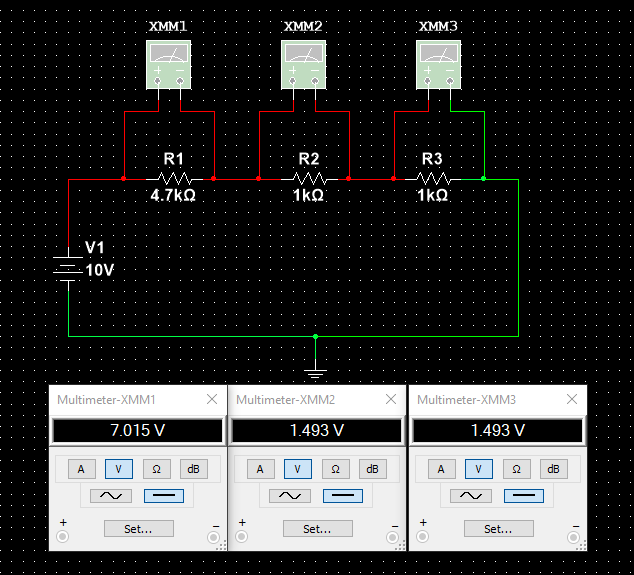 XMM1 XMM2 XMM3
R1 R2 R3
4.7kΩ 1kΩ 1kΩ
V1
10V
Multimeter-XMM1 Multimeter-XMM2 Multimeter-XMM3
7.015 V 1.493 V 1.493 V
A V Ω dB A V Ω dB A V Ω dB
+ Set... − + Set... − + Set... −